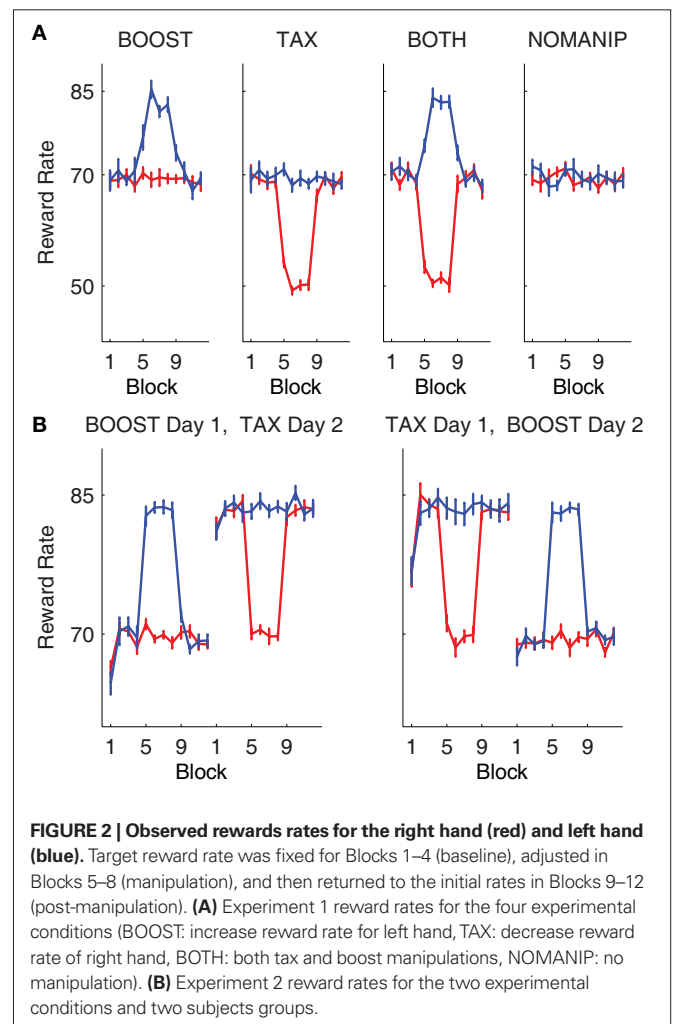 A
BOOST TAX BOTH NOMANIP
85
70
50
Reward Rate
1 5 9 1 5 9 1 5 9 1 5 9
Block Block Block Block
B BOOST Day 1, TAX Day 2 TAX Day 1, BOOST Day 2
85
70
Reward Rate
1 5 9 1 5 9 1 5 9 1 5 9
Block Block
FIGURE 2 | Observed rewards rates for the right hand (red) and left hand
(blue). Target reward rate was fixed for Blocks 1–4 (baseline), adjusted in
Blocks 5–8 (manipulation), and then returned to the initial rates in Blocks 9–12
(post-manipulation). (A) Experiment 1 reward rates for the four experimental
conditions (BOOST: increase reward rate for left hand, TAX: decrease reward
rate of right hand, BOTH: both tax and boost manipulations, NOMANIP: no
manipulation). (B) Experiment 2 reward rates for the two experimental
conditions and two subjects groups.